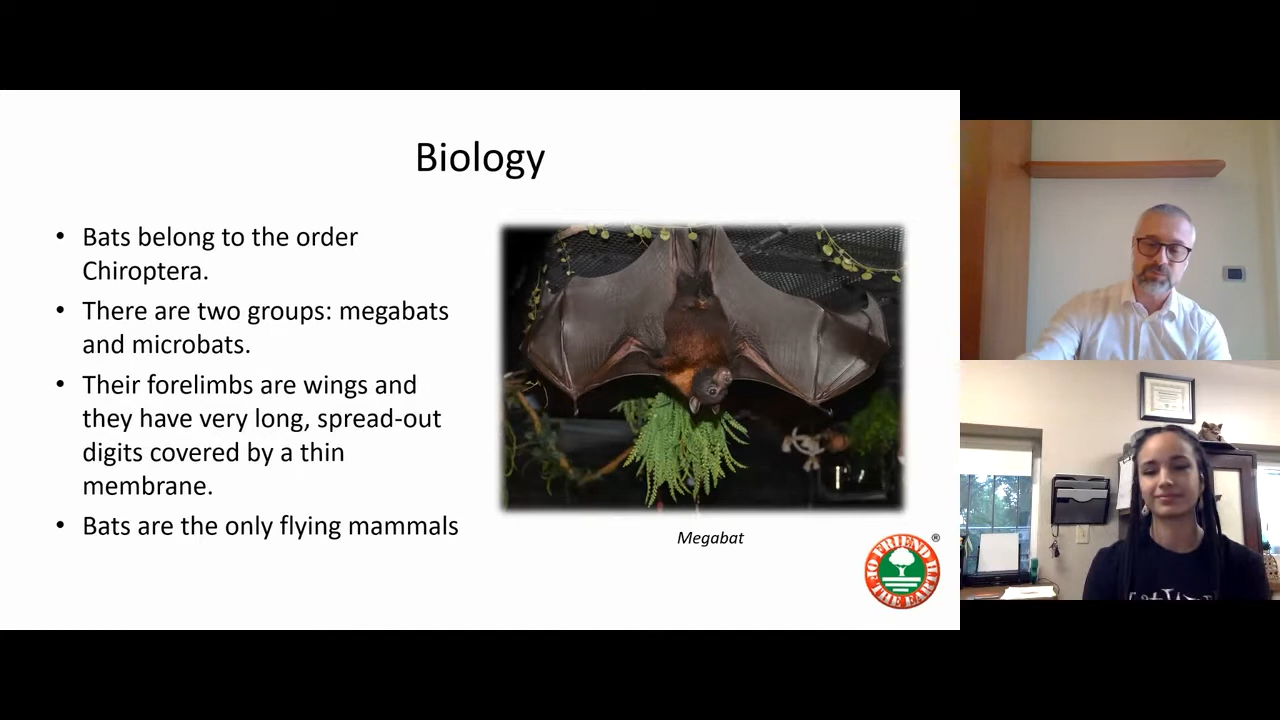 Biology
• Bats belong to the order
Chiroptera.
• There are two groups: megabats
and microbats.
• Their forelimbs are wings and
they have very long, spread-out
digits covered by a thin
membrane.
• Bats are the only flying mammals
Megabat
FRIEND OF THE EARTH
®